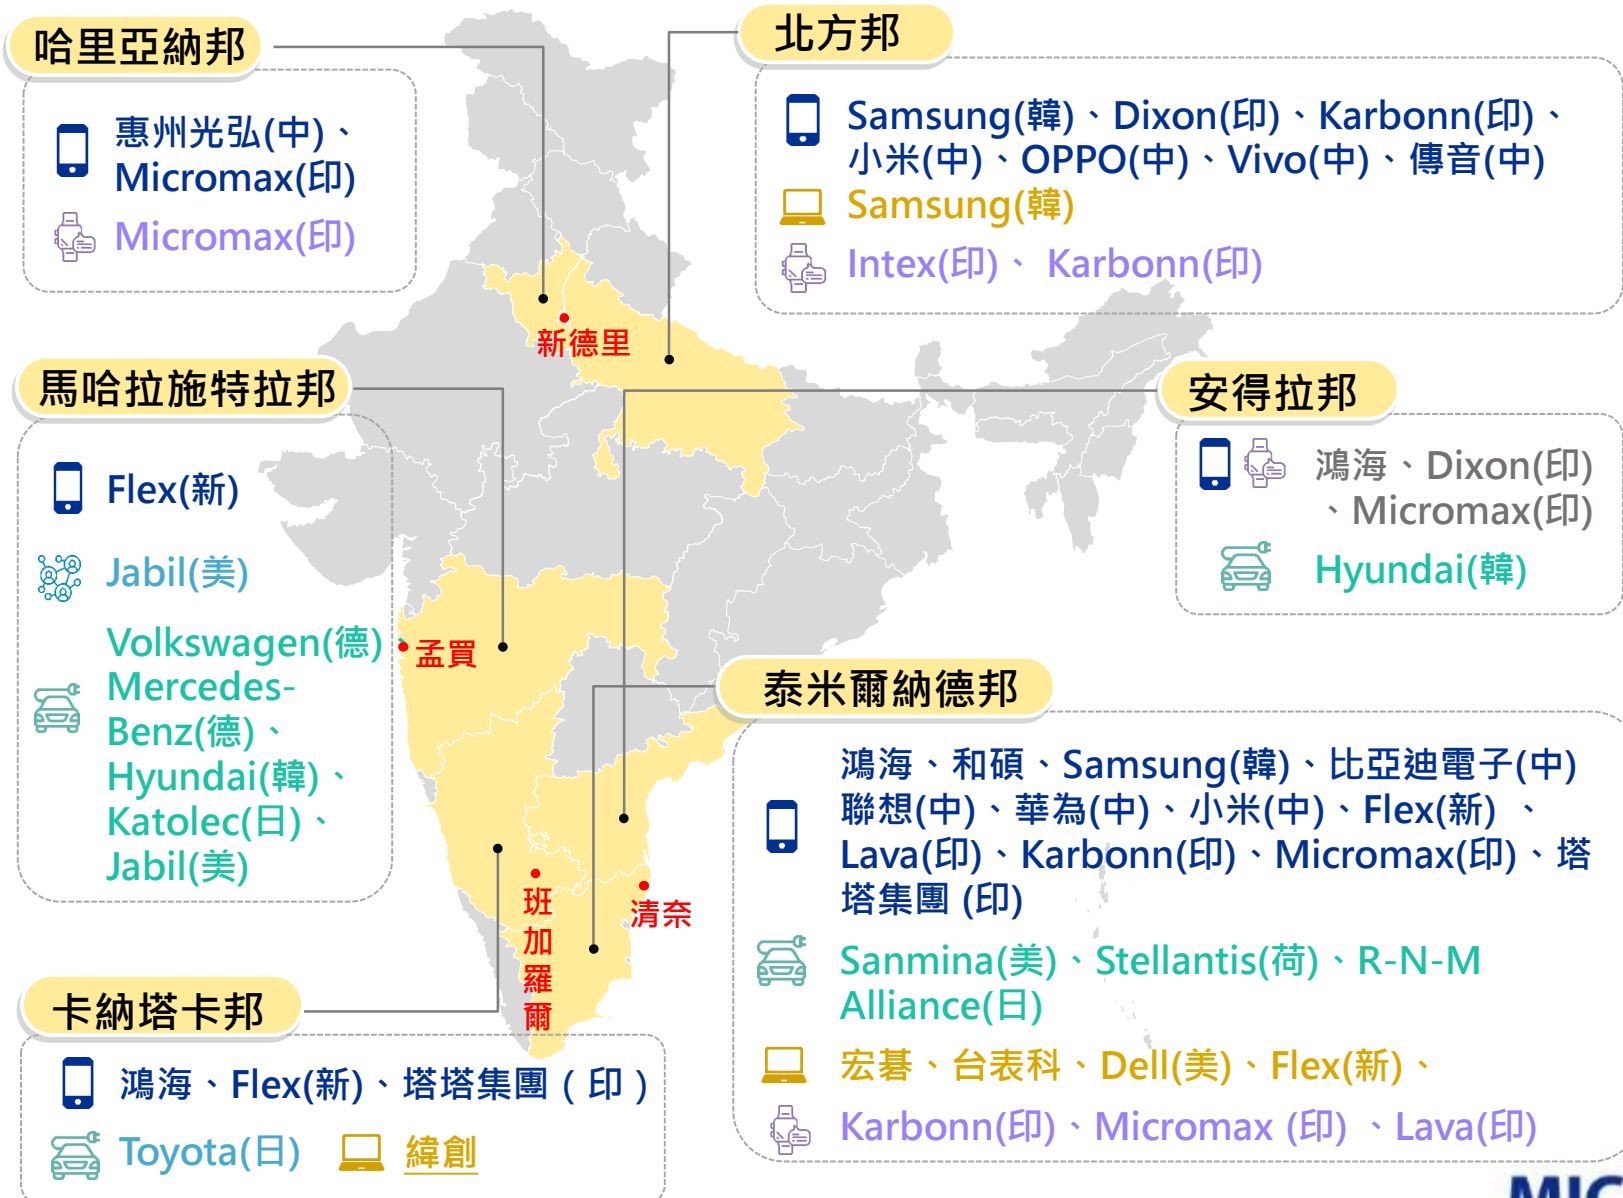 哈里亞納邦
惠州光弘(中)、
Micromax(印)
Micromax(印)
北方邦
Samsung(韓)、Dixon(印)、Karbonn(印)、
小米(中)、OPPO(中)、Vivo(中)、傳音(中)
Samsung(韓)
Intex(印)、 Karbonn(印)
新德里
馬哈拉施特拉邦
Flex(新)
Jabil(美)
Volkswagen(德)、
Mercedes-
Benz(德)、
Hyundai(韓)、
Katolec(日)、
Jabil(美)
孟買
安得拉邦
鴻海、Dixon(印)
、Micromax(印)
Hyundai(韓)
泰米爾納德邦
鴻海、和碩、Samsung(韓)、比亞迪電子(中)
聯想(中)、華為(中)、小米(中)、Flex(新) 、
Lava(印)、Karbonn(印)、Micromax(印)、塔
塔集團 (印)
Sanmina(美)、Stellantis(荷)、R-N-M
Alliance(日)
宏碁、台表科、Dell(美)、Flex(新)、
Karbonn(印)、Micromax (印) 、Lava(印)
班加羅爾
清奈
卡納塔卡邦
鴻海、Flex(新)、塔塔集團（印）
Toyota(日) 緯創
MIC